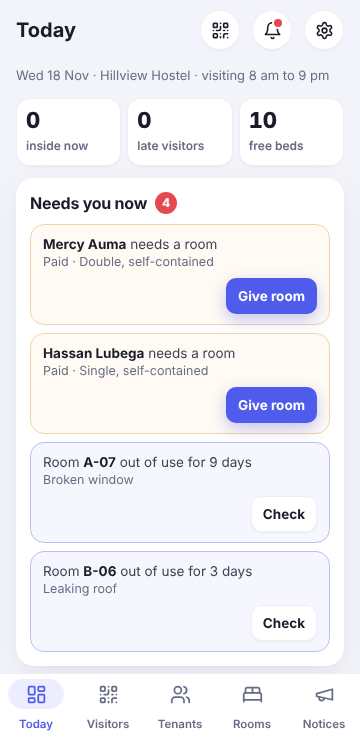 Today
Wed 18 Nov · Hillview Hostel · visiting 8 am to 9 pm
0
inside now
0
late visitors
10
free beds
Needs you now 4
Mercy Auma needs a room
Paid · Double, self-contained
Give room
Hassan Lubega needs a room
Paid · Single, self-contained
Give room
Room A-07 out of use for 9 days
Broken window
Check
Room B-06 out of use for 3 days
Leaking roof
Check
Today
Visitors
Tenants
Rooms
Notices